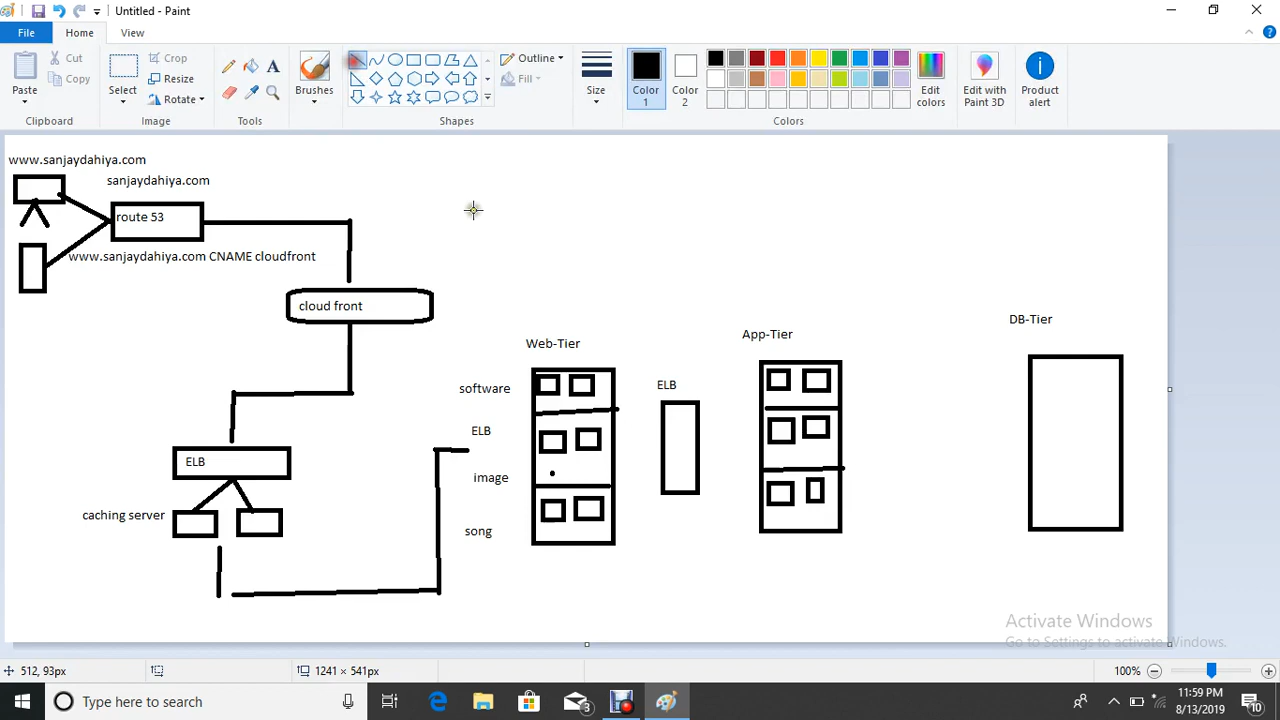 Untitled - Paint
File
Home
View
Paste
Cut
Copy
Clipboard
Select
Crop
Resize
Rotate
Image
Tools
Brushes
Shapes
Outline
Fill
Size
Color 1
Color 2
Edit colors
Colors
Edit with Paint 3D
Product alert
www.sanjaydahiya.com
sanjaydahiya.com
route 53
www.sanjaydahiya.com CNAME cloudfront
cloud front
Web-Tier
App-Tier
DB-Tier
software
ELB
ELB
image
song
ELB
caching server
Activate Windows
Go to Settings to activate Windows.
512, 93px
1241 × 541px
100%
Type here to search
3
11:59 PM
8/13/2019
10